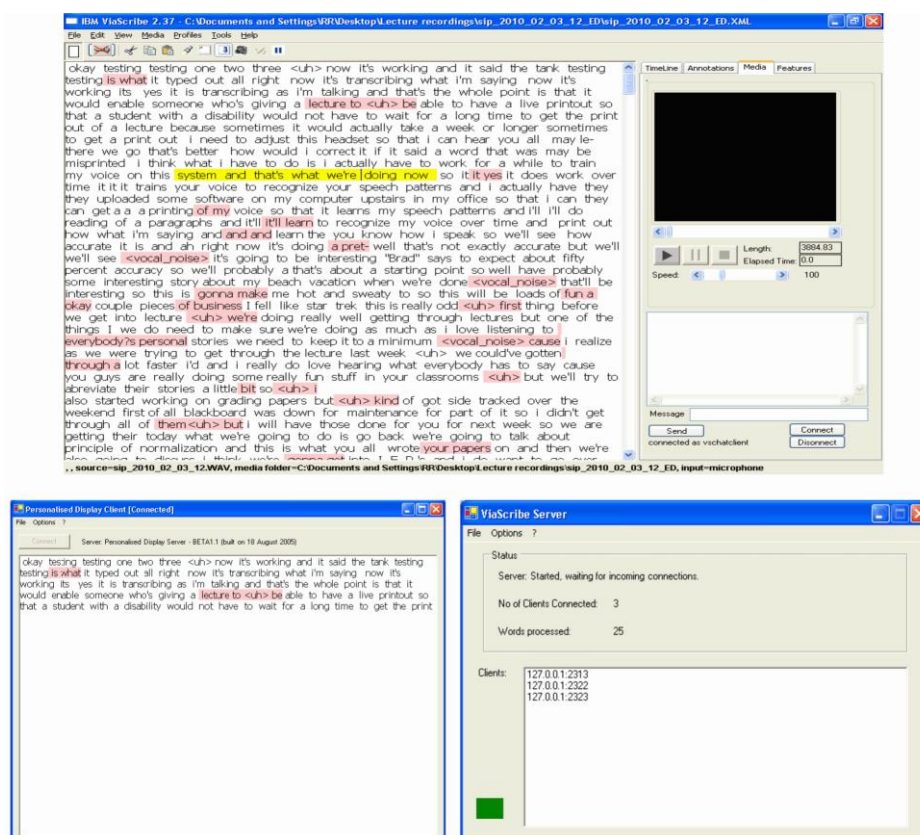 IBM ViaScribe 2.37 - C:\Documents and Settings\RR\Desktop\Lecture recordings\sip_2010_02_03_12_ED\sip_2010_02_03_12_ED.XML
File Edit View Media Profiles Tools Help
okay testing testing one two three <uh> now it's working and it said the tank testing
testing is what it typed out all right now it's transcribing what i'm saying now it's
working its yes it is transcribing as i'm talking and that's the whole point is that it
would enable someone who's giving a lecture to <uh> be able to have a live printout so
that a student with a disability would not have to wait for a long time to get the print
out of a lecture because sometimes it would actually take a week or longer sometimes
to get a print out i need to adjust this headset so that i can hear you all may le-
there we go that's better how would i correct it if it said a word that was may be
misprinted i think what i have to do is i actually have to work for a while to train
my voice on this system and that's what we're doing now so it it yes it does work over
time it it it trains your voice to recognize your speech patterns and i actually have they
they uploaded some software on my computer upstairs in my office so that i can they
can get a a a printing of my voice so that it learns my speech patterns and i'll i'll do
reading of a a paragraphs and it'll it'll learn to recognize my voice over time and print out
how what i'm saying and and and learn the you know how i speak so we'll see how
accurate it is and ah right now it's doing a pret- well that's not exactly accurate but we'll
we'll see <vocal_noise> it's going to be interesting "Brad" says to expect about fifty
percent accuracy so we'll probably a that's about a starting point so well have probably
some interesting story about my beach vacation when we're done <vocal_noise> that'll be
interesting so this is gonna make me hot and sweaty to so this will be loads of fun a
okay couple pieces of business I fell like star trek this is really odd <uh> first thing before
we get into lecture <uh> we're doing really well getting through lectures but one of the
things I we do need to make sure we're doing as much as i love listening to
everybody?s personal stories we need to keep it to a minimum <vocal_noise> cause i realize
as we were trying to get through the lecture last week <uh> we could've gotten
through a lot faster i'd and i really do love hearing what everybody has to say cause
you guys are really doing some really fun stuff in your classrooms <uh> but we'll try to
abreviate their stories a little bit so <uh> i
also started working on grading papers but <uh> kind of got side tracked over the
weekend first of all blackboard was down for maintenance for part of it so i didn't get
through all of them <uh> but i will have those done for you for next week so we are
getting their today what we're going to do is go back we're going to talk about
principle of normalization and this is what you all wrote your papers on and then we're
TimeLine Annotations Media Features
Length: 3884.83
Elapsed Time: 0.0
Speed: 100
Message
Send Connect
connected as vschatclient Disonnect
, , source=sip_2010_02_03_12.WAV, media folder=C:\Documents and Settings\RR\Desktop\Lecture recordings\sip_2010_02_03_12_ED, input=microphone
Personalised Display Client [Connected]
File Options ?
Connect Server: Personalised Display Server - BETA1.1 (built on 18 August 2005)
okay testing testing one two three <uh> now it's working and it said the tank testing
testing is what it typed out all right now it's transcribing what i'm saying now it's
working its yes it is transcribing as i'm talking and that's the whole point is that it
would enable someone who's giving a lecture to <uh> be able to have a live printout so
that a student with a disability would not have to wait for a long time to get the print
ViaScribe Server
File Options ?
Status
Server: Started, waiting for incoming connections.
No of Clients Connected: 3
Words processed: 25
Clients:
127.0.0.1:2313
127.0.0.1:2322
127.0.0.1:2323